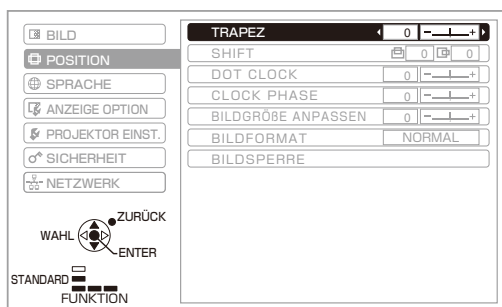 BILD
POSITION
SPRACHE
ANZEIGE OPTION
PROJEKTOR EINST.
SICHERHEIT
NETZWERK
ZURÜCK
WAHL
ENTER
STANDARD
FUNKTION
TRAPEZ 0 - +
SHIFT 0 0
DOT CLOCK 0 - +
CLOCK PHASE 0 - +
BILDGRÖßE ANPASSEN 0 - +
BILDFORMAT NORMAL
BILDSPERRE